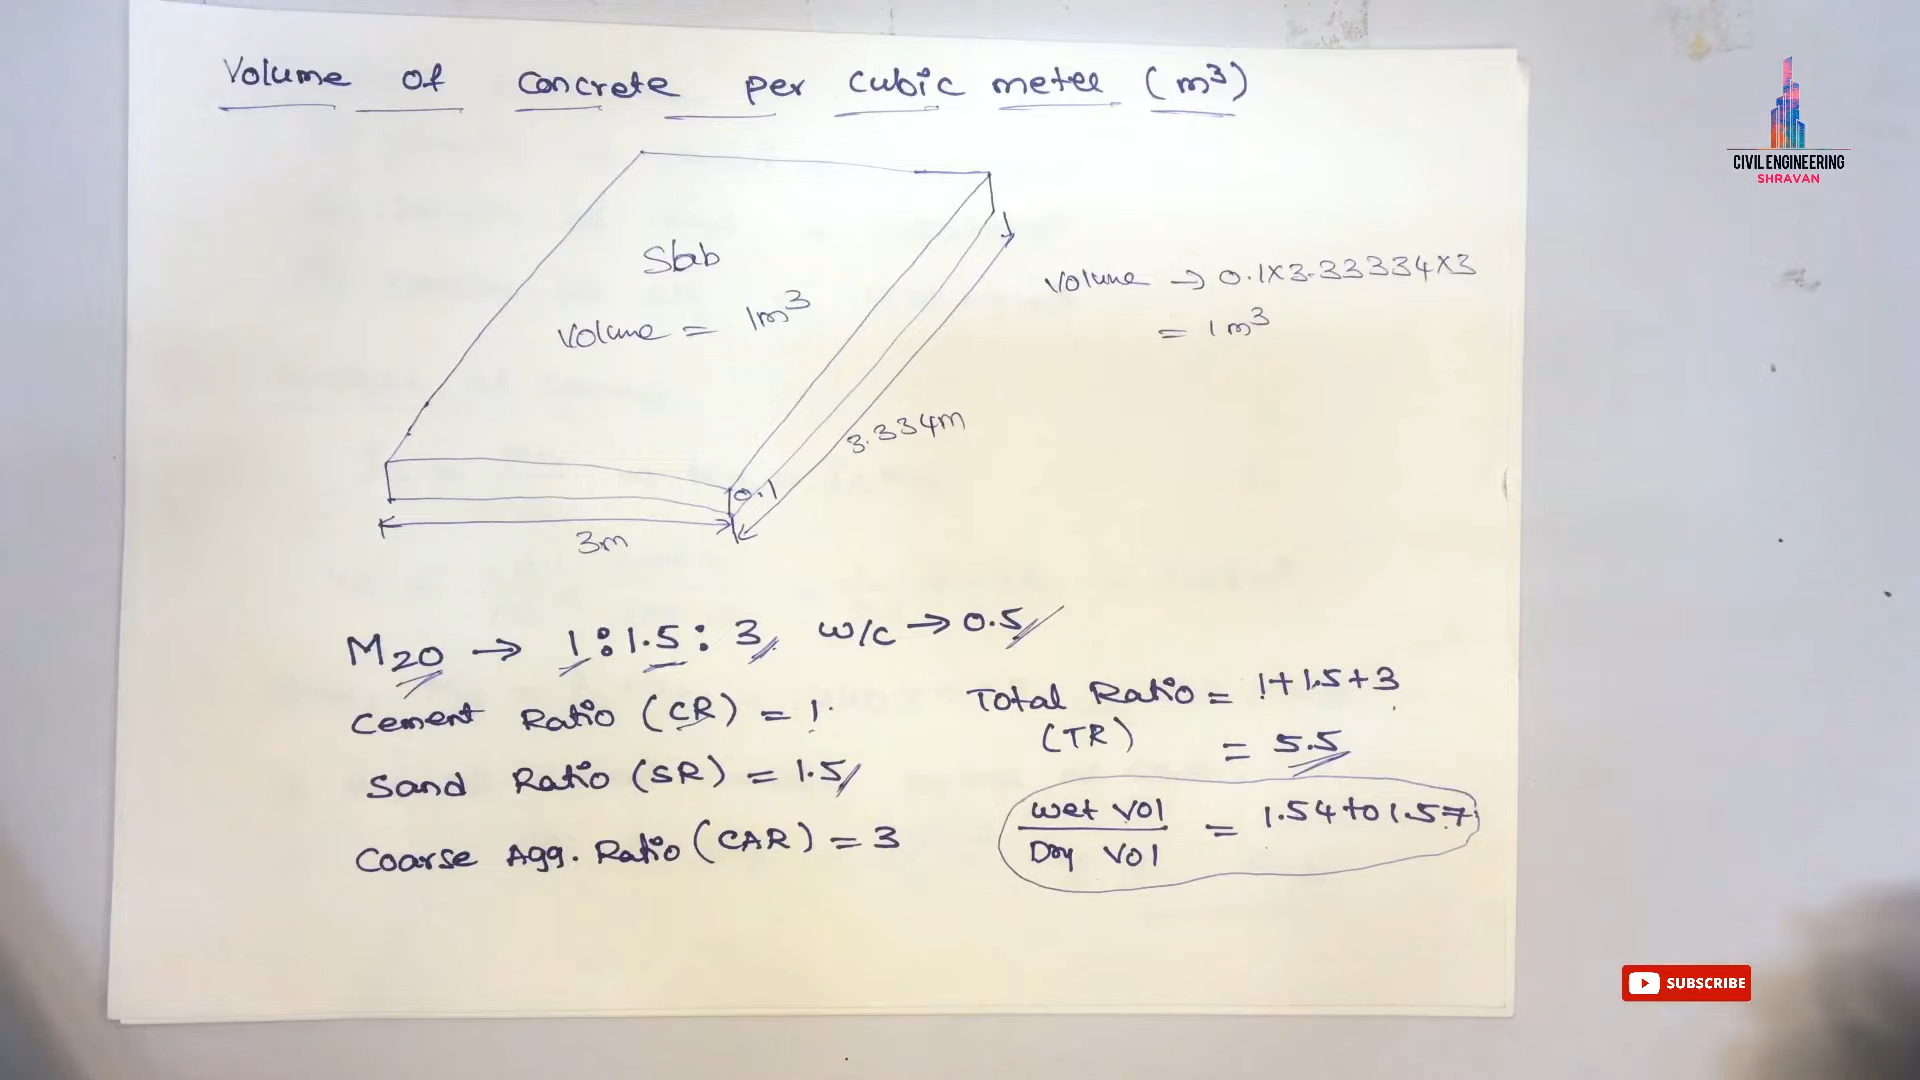 Volume of Concrete per cubic meter (m³)
CIVIL ENGINEERING
SHRAVAN
Slab
Volume = 1m³
Volume → 0.1×3.33334×3
= 1m³
3.334m
0.1
3m
M20 → 1:1.5:3, W/C → 0.5
Cement Ratio (CR) = 1
Sand Ratio (SR) = 1.5
Coarse Agg. Ratio (CAR) = 3
Total Ratio = 1+1.5+3
(TR) = 5.5
Wet Vol
Dry Vol
= 1.54 to 1.57
SUBSCRIBE